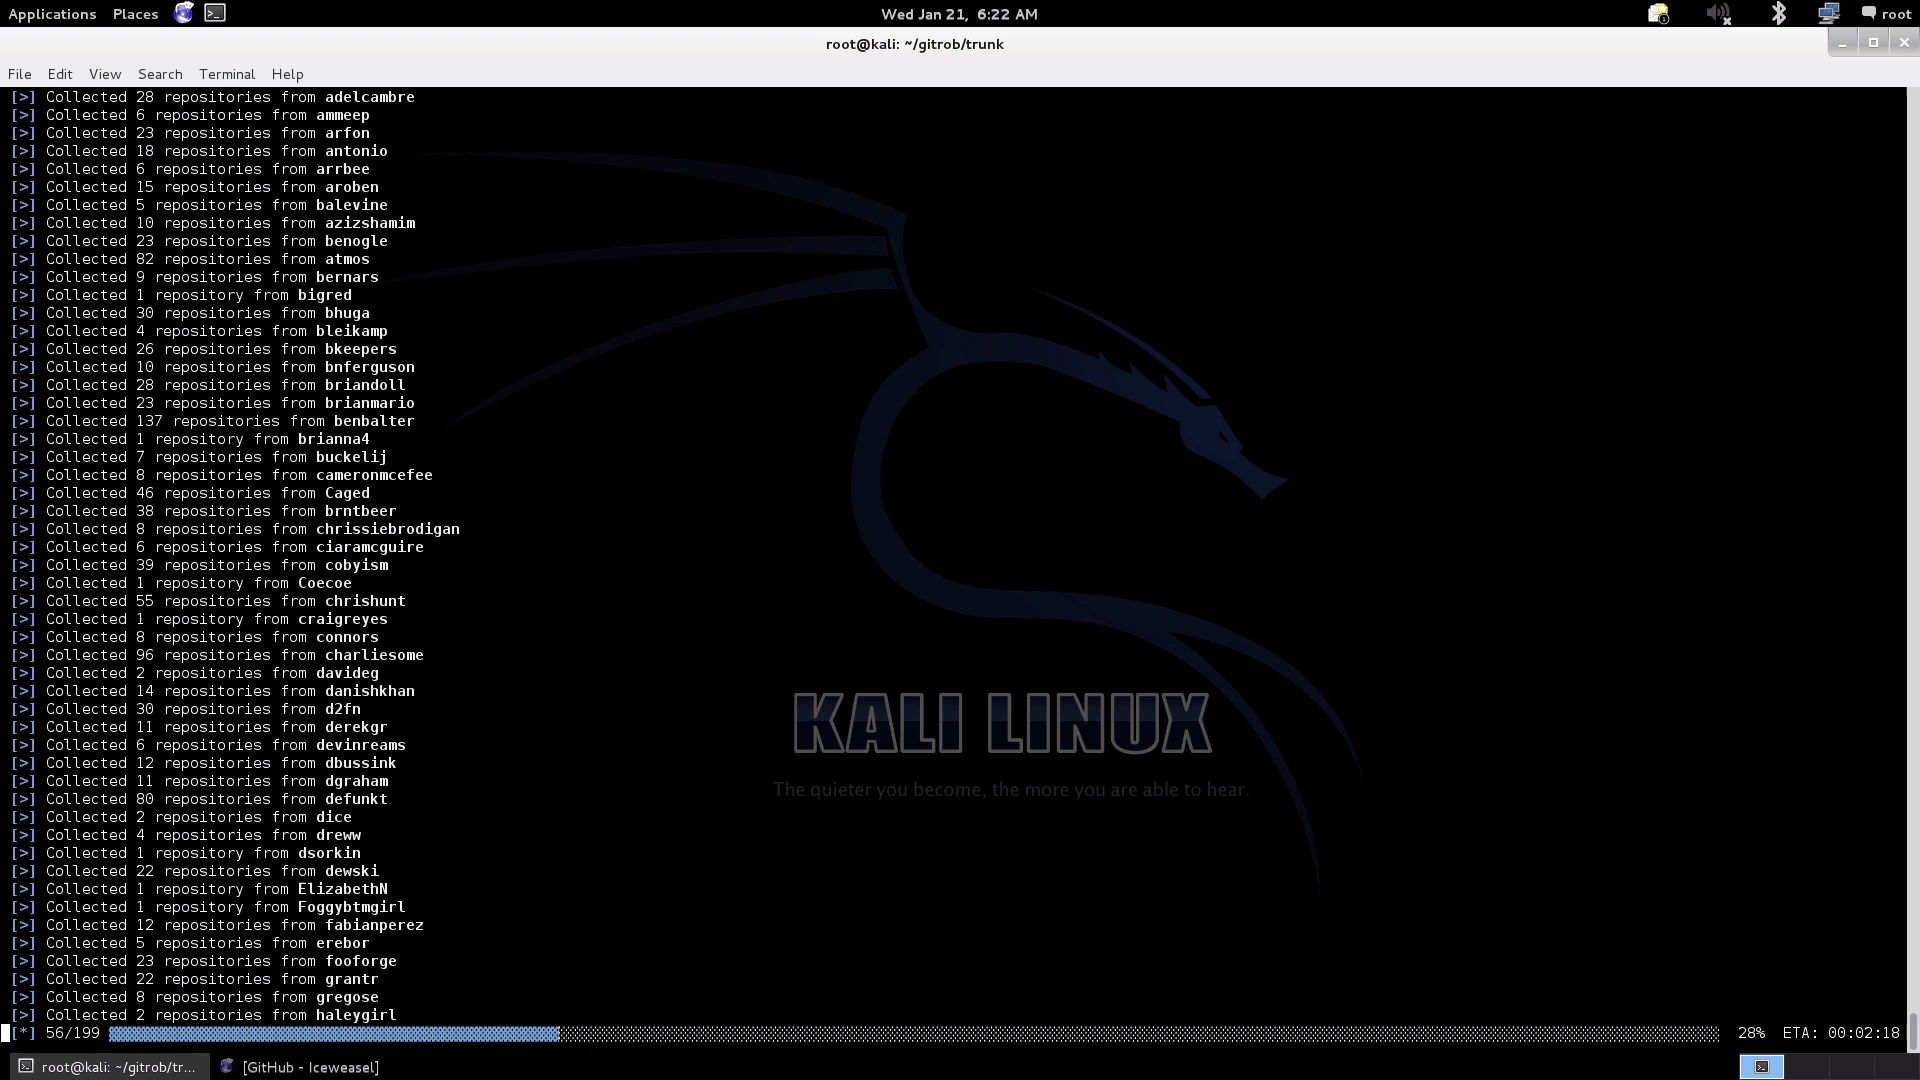 Applications Places Wed Jan 21, 6:22 AM root
root@kali: ~/gitrob/trunk
File Edit View Search Terminal Help
[>] Collected 28 repositories from adelcambre
[>] Collected 6 repositories from ammeep
[>] Collected 23 repositories from arfon
[>] Collected 18 repositories from antonio
[>] Collected 6 repositories from arrbee
[>] Collected 15 repositories from aroben
[>] Collected 5 repositories from balevine
[>] Collected 10 repositories from azizshamim
[>] Collected 23 repositories from benogle
[>] Collected 82 repositories from atmos
[>] Collected 9 repositories from bernars
[>] Collected 1 repository from bigred
[>] Collected 30 repositories from bhuga
[>] Collected 4 repositories from bleikamp
[>] Collected 26 repositories from bkeepers
[>] Collected 10 repositories from bnferguson
[>] Collected 28 repositories from briandoll
[>] Collected 23 repositories from brianmario
[>] Collected 137 repositories from benbalter
[>] Collected 1 repository from brianna4
[>] Collected 7 repositories from buckelij
[>] Collected 8 repositories from cameronmcefee
[>] Collected 46 repositories from Caged
[>] Collected 38 repositories from brntbeer
[>] Collected 8 repositories from chrissiebrodigan
[>] Collected 6 repositories from ciaramcguire
[>] Collected 39 repositories from cobyism
[>] Collected 1 repository from Coecoe
[>] Collected 55 repositories from chrishunt
[>] Collected 1 repository from craigreyes
[>] Collected 8 repositories from connors
[>] Collected 96 repositories from charliesome
[>] Collected 2 repositories from davideg
[>] Collected 14 repositories from danishkhan
[>] Collected 30 repositories from d2fn
[>] Collected 11 repositories from derekgr
[>] Collected 6 repositories from devinreams
[>] Collected 12 repositories from dbussink
[>] Collected 11 repositories from dgraham
[>] Collected 80 repositories from defunkt
[>] Collected 2 repositories from dice
[>] Collected 4 repositories from dreww
[>] Collected 1 repository from dsorkin
[>] Collected 22 repositories from dewski
[>] Collected 1 repository from ElizabethN
[>] Collected 1 repository from Foggybtmgirl
[>] Collected 12 repositories from fabianperez
[>] Collected 5 repositories from erebor
[>] Collected 23 repositories from fooforge
[>] Collected 22 repositories from grantr
[>] Collected 8 repositories from gregose
[>] Collected 2 repositories from haleygirl
[*] 56/199 28% ETA: 00:02:18
KALI LINUX
The quieter you become, the more you are able to hear.
root@kali: ~/gitrob/tr... [GitHub - Iceweasel]